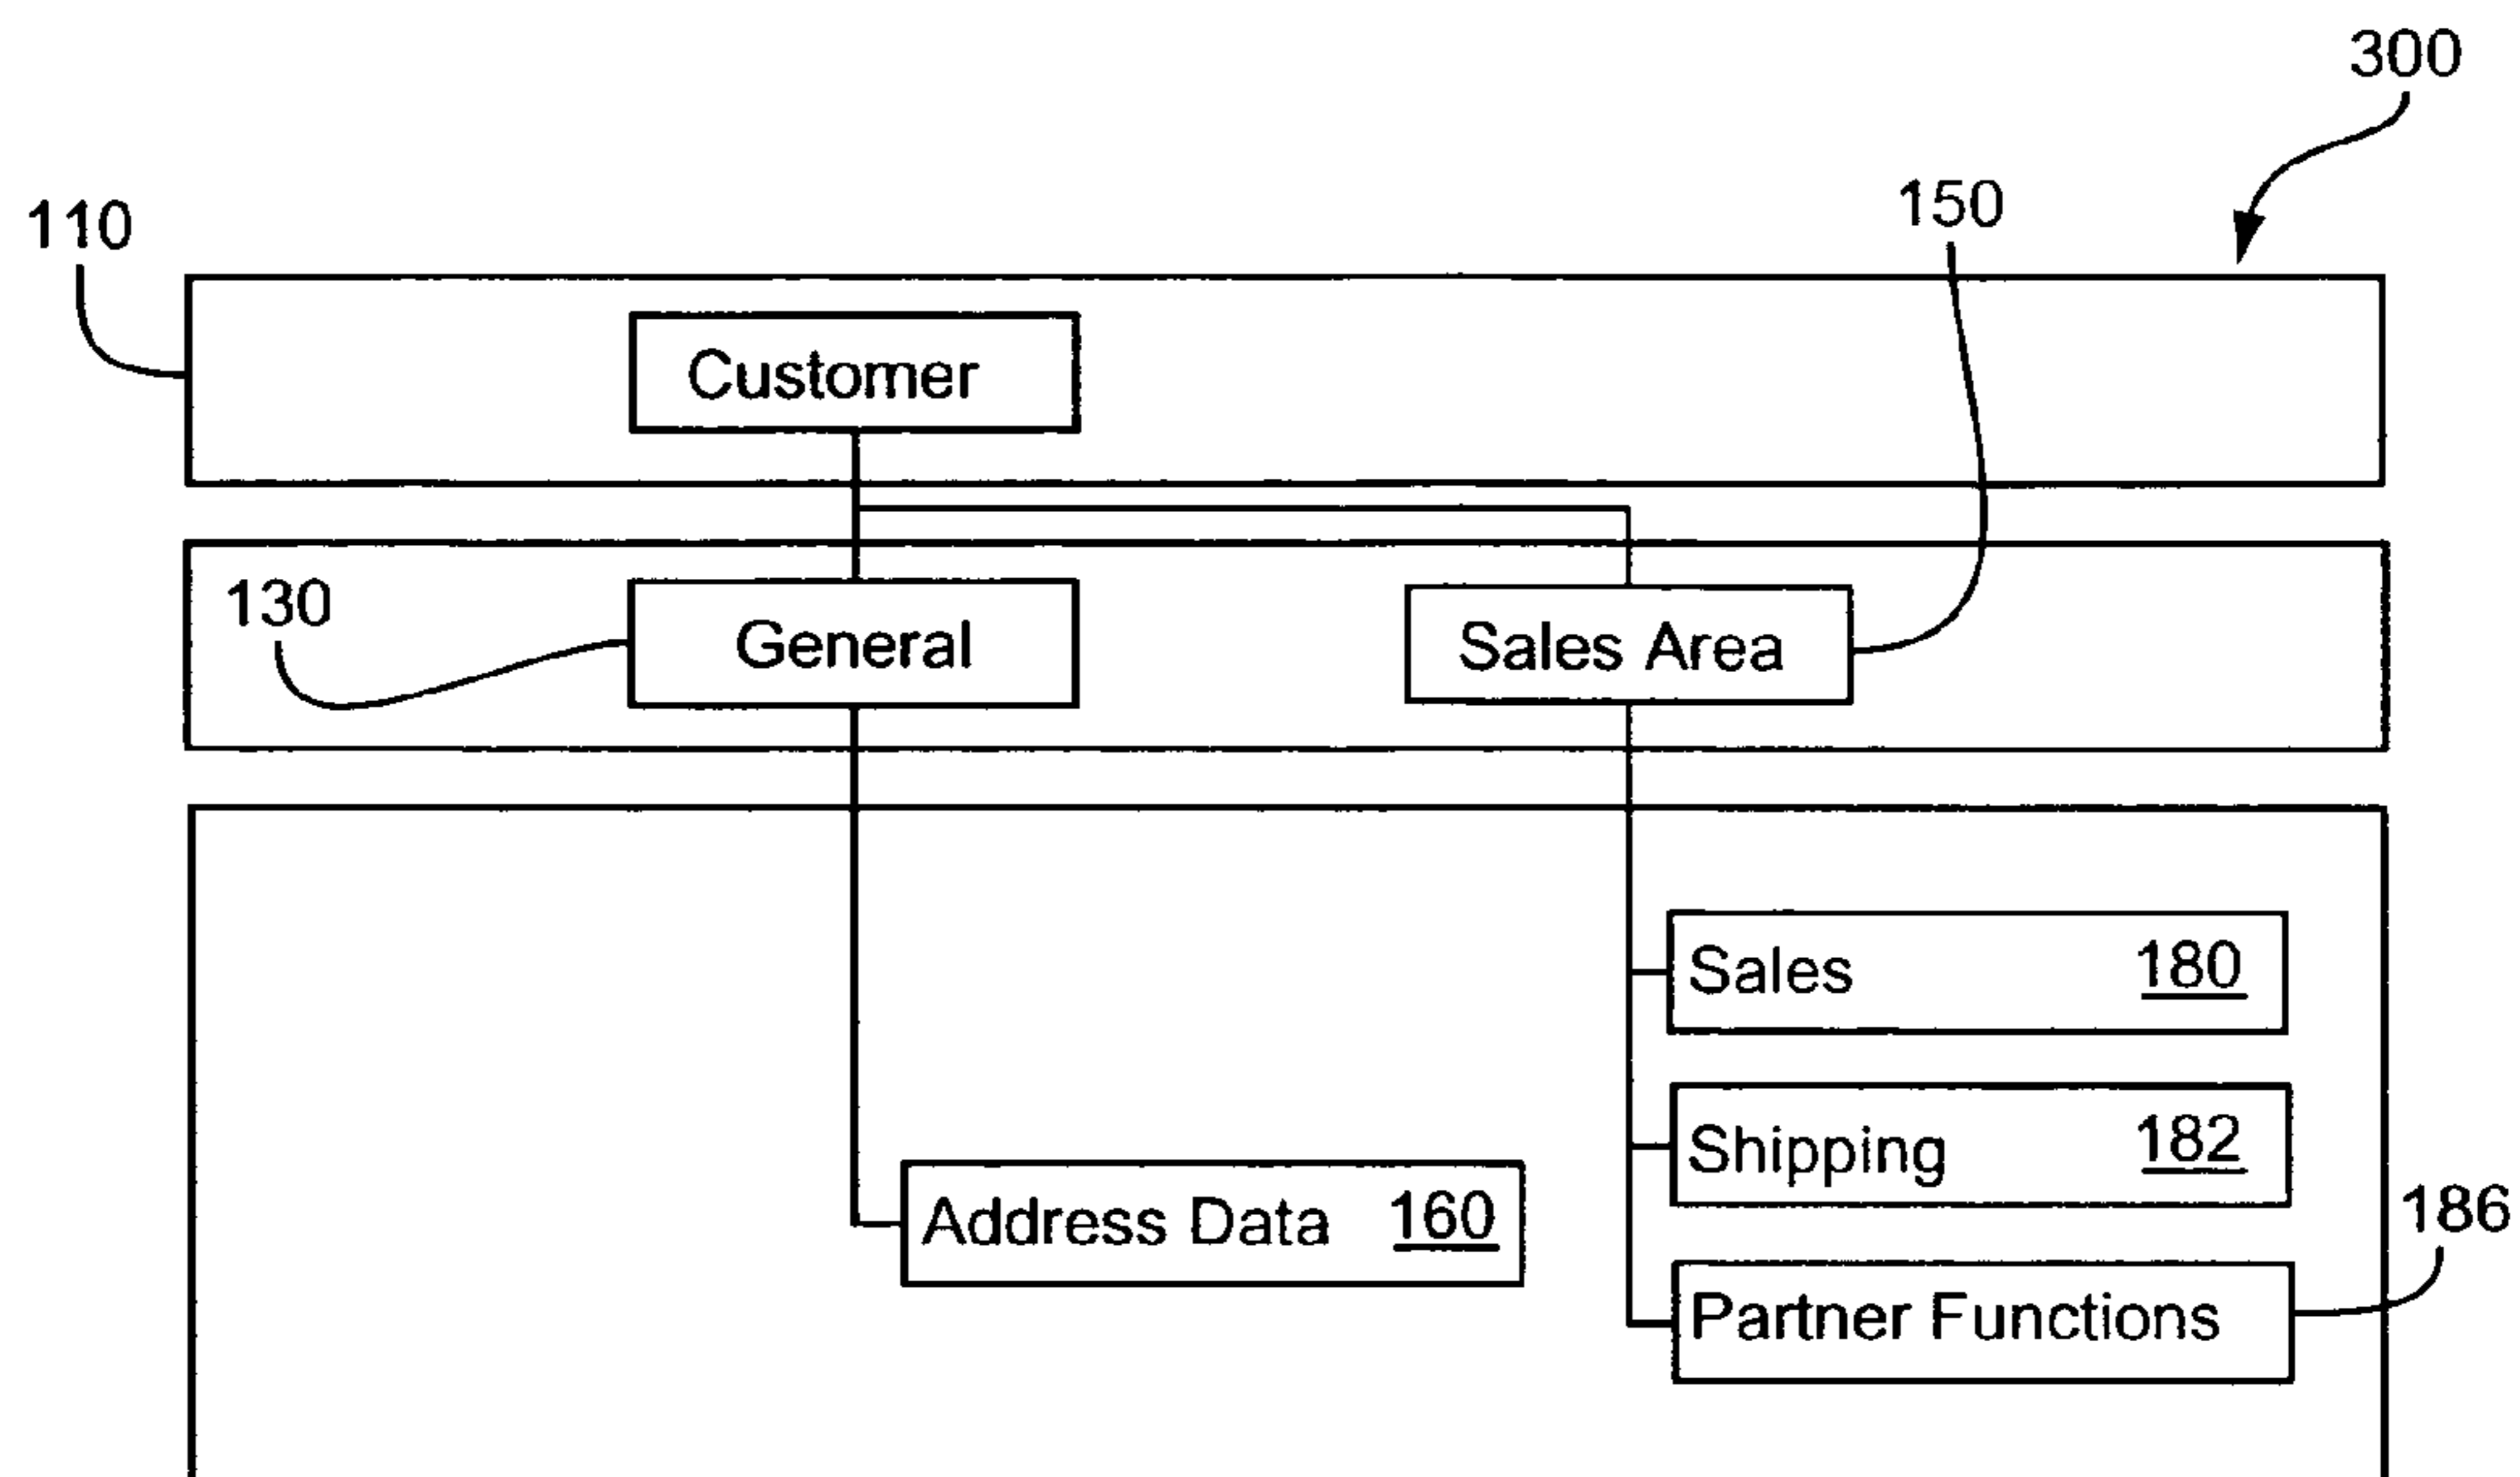 300
150
110
Customer
130
General
Sales Area
Sales 180
Shipping 182
186
Address Data 160
Partner Functions